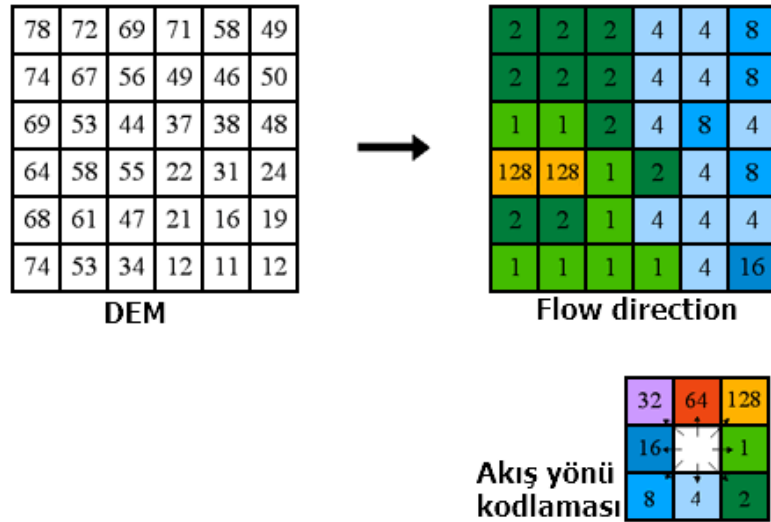 78 72 69 71 58 49 2 2 2 4 4 8
74 67 56 49 46 50 2 2 2 4 4 8
69 53 44 37 38 48 1 1 2 4 8 4
64 58 55 22 31 24 128 128 1 2 4 8
68 61 47 21 16 19 2 2 1 4 4 4
74 53 34 12 11 12 1 1 1 1 4 16
DEM Flow direction
32 64 128
16 1
Akış yönü
kodlaması
8 4 2